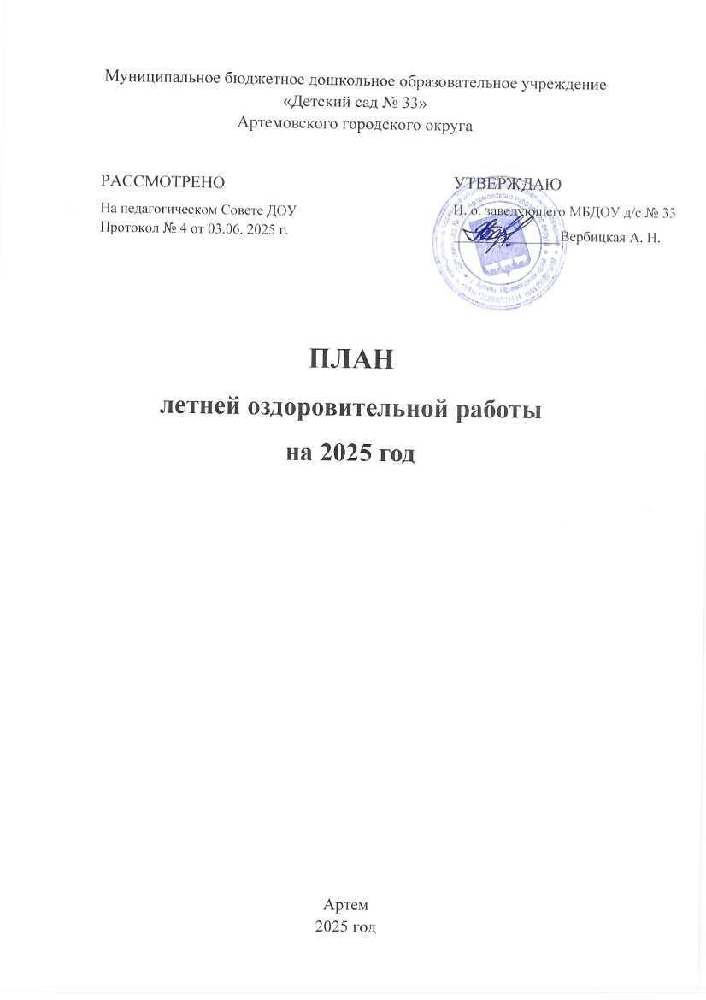 Муниципальное бюджетное дошкольное образовательное учреждение
«Детский сад № 33»
Артемовского городского округа
РАССМОТРЕНО
На педагогическом Совете ДОУ
Протокол № 4 от 03.06. 2025 г.
УТВЕРЖДАЮ
И. о. заведующего МБДОУ д/с № 33
Вербицкая А. Н.
ПЛАН
летней оздоровительной работы
на 2025 год
Артем
2025 год